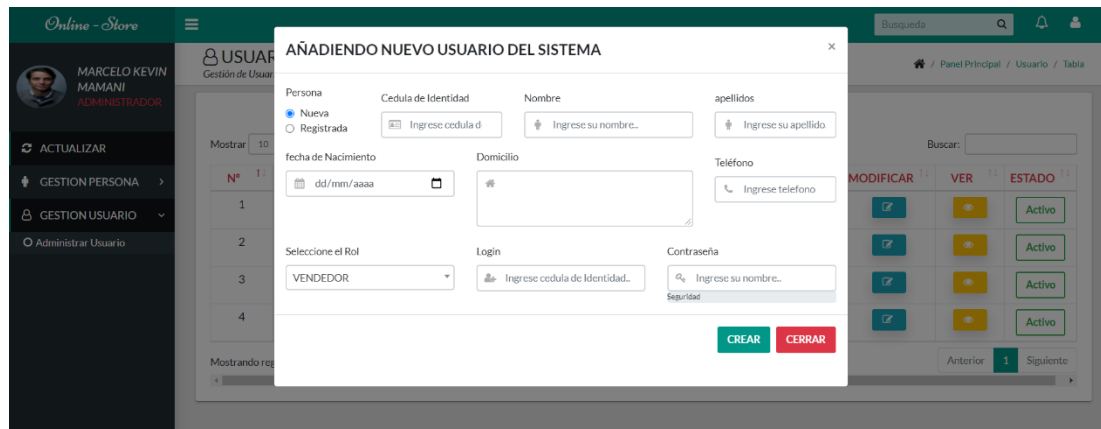 Online - Store
Busqueda
MARCELO KEVIN
MAMANI
ADMINISTRADOR
USUAR
Gestión de Usuar
/ Panel Principal / Usuario / Tabla
AÑADIENDO NUEVO USUARIO DEL SISTEMA ×
Persona
Nueva
Registrada
Cedula de Identidad
Ingrese cedula d
Nombre
Ingrese su nombre..
apellidos
Ingrese su apellido
fecha de Nacimiento
dd/mm/aaaa
Domicilio
Teléfono
Ingrese telefono
Seleccione el Rol
VENDEDOR
Login
Ingrese cedula de Identidad..
Contraseña
Ingrese su nombre..
Seguridad
CREAR CERRAR
ACTUALIZAR
GESTION PERSONA
GESTION USUARIO
Administrar Usuario
Mostrar 10
Buscar:
Nº MODIFICAR VER ESTADO
1 Activo
2 Activo
3 Activo
4 Activo
Mostrando reg
Anterior 1 Siguiente